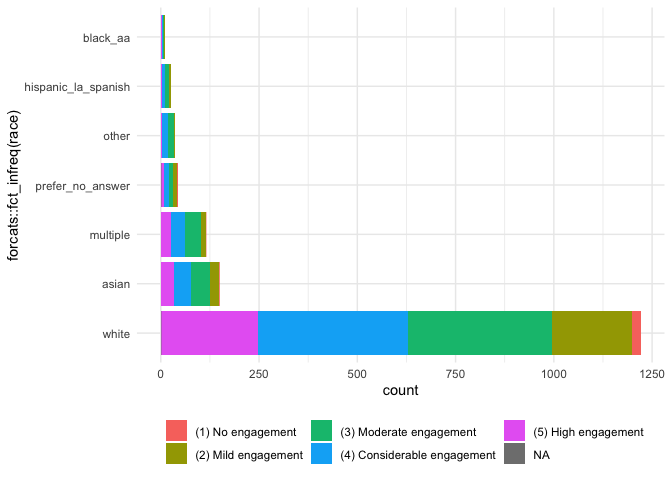 black_aa
hispanic_la_spanish
other
prefer_no_answer
multiple
asian
white
forcats::fct_infreq(race)
0 250 500 750 1000 1250
count
(1) No engagement (3) Moderate engagement (5) High engagement
(2) Mild engagement (4) Considerable engagement NA